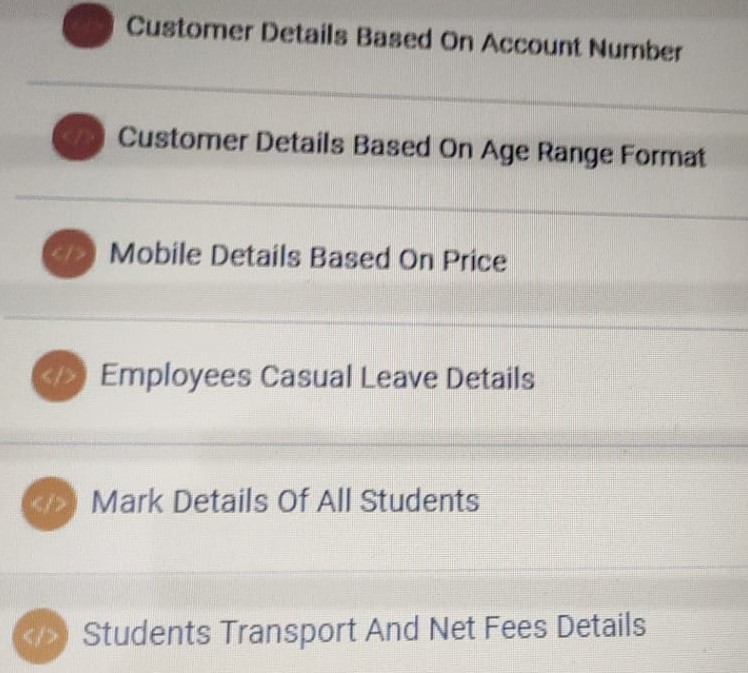 Customer Details Based On Account Number
</> Customer Details Based On Age Range Format
</> Mobile Details Based On Price
</> Employees Casual Leave Details
</> Mark Details Of All Students
</> Students Transport And Net Fees Details